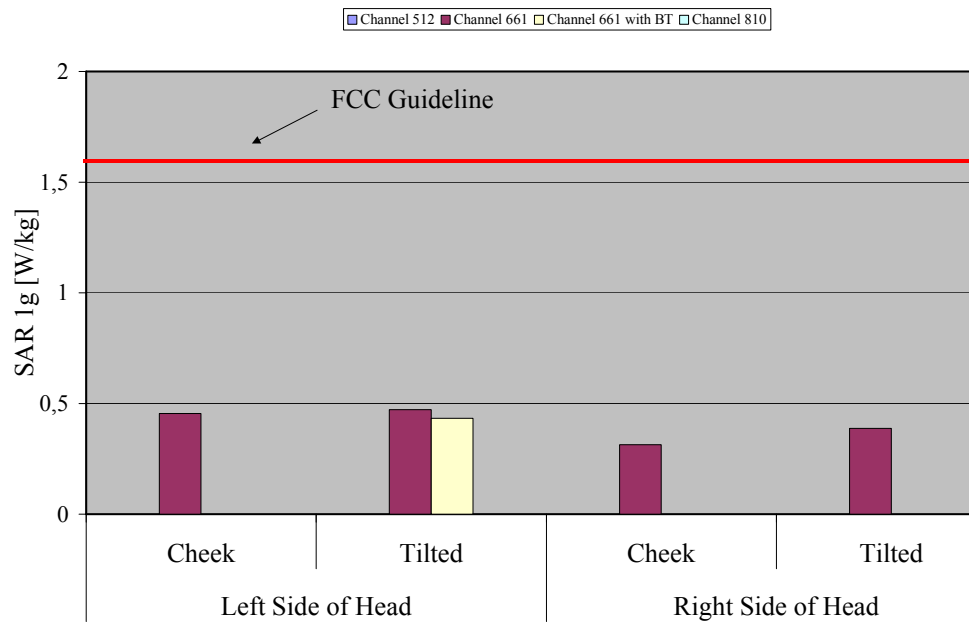 Channel 512 Channel 661 Channel 661 with BT Channel 810
2
FCC Guideline
1,5
1
0,5
0
SAR 1g [W/kg]
Cheek Tilted Cheek Tilted
Left Side of Head Right Side of Head